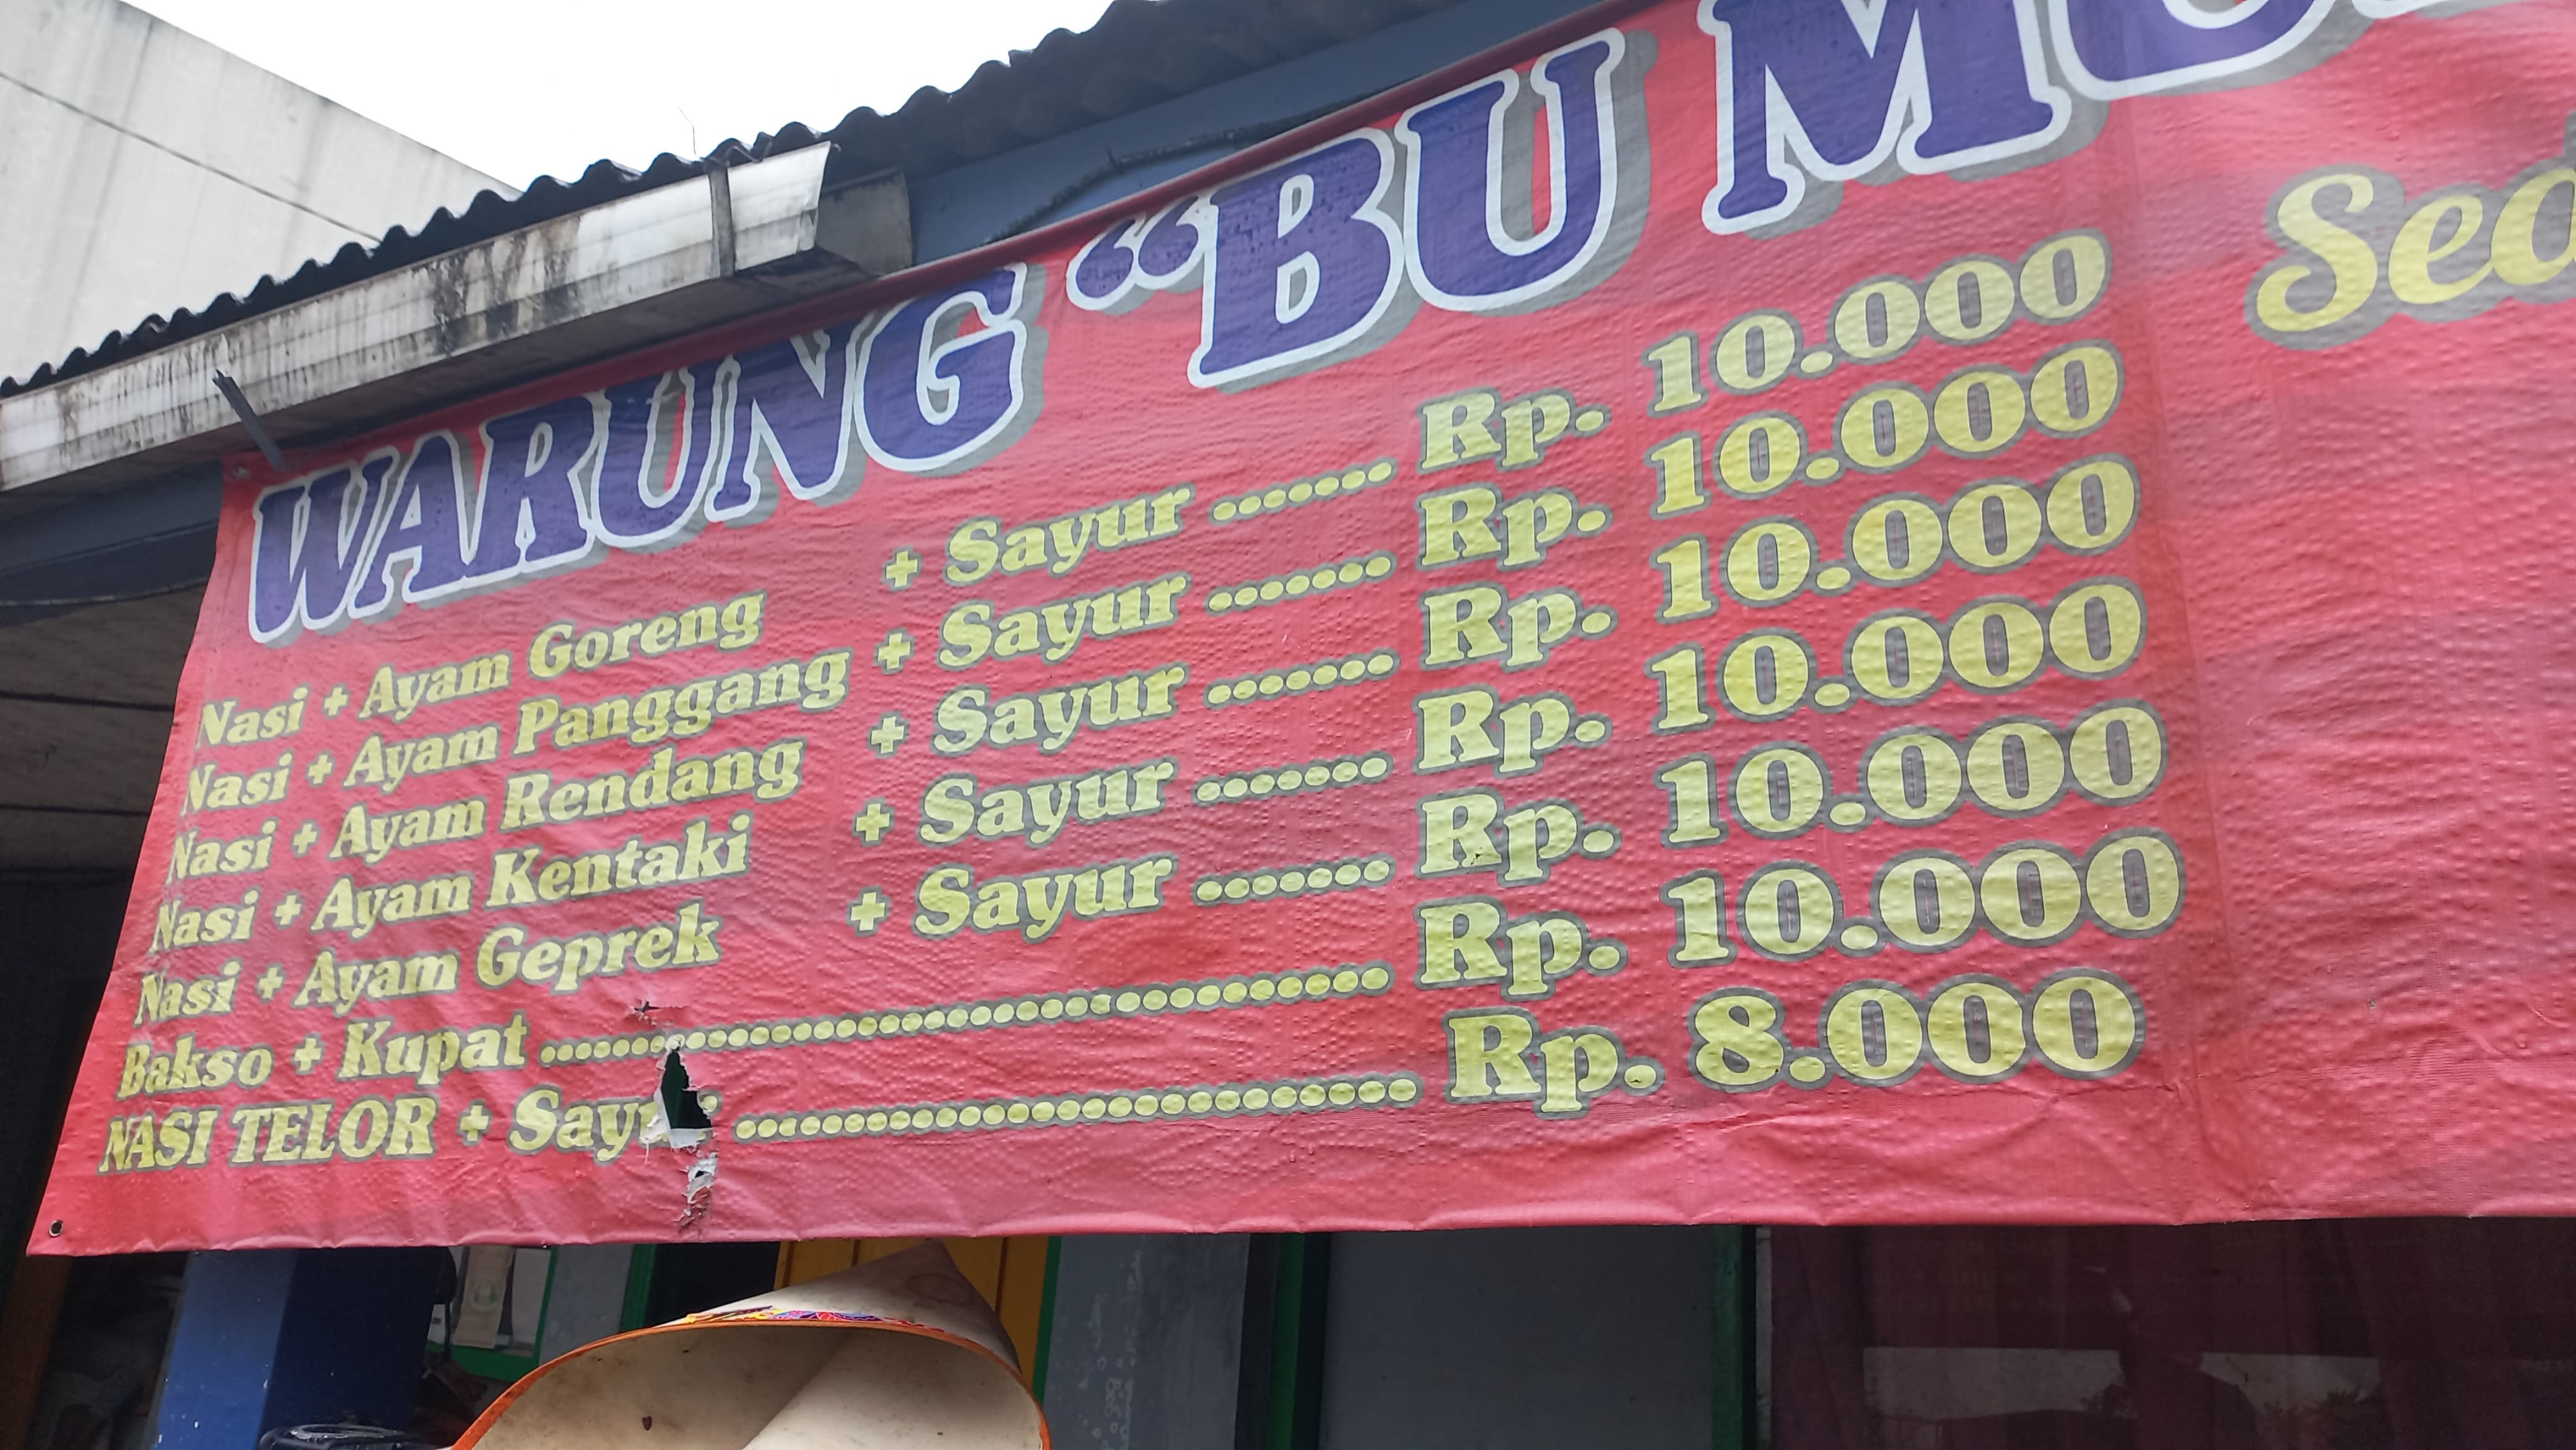 WARUNG "BU
Sed
Nasi + Ayam Goreng + Sayur ....... Rp. 10.000
Nasi + Ayam Panggang + Sayur ....... Rp. 10.000
Nasi + Ayam Rendang + Sayur ....... Rp. 10.000
Nasi + Ayam Kentaki + Sayur ....... Rp. 10.000
Nasi + Ayam Geprek + Sayur ....... Rp. 10.000
Bakso + Kupat ................................ Rp. 10.000
NASI TELOR + Sayur ......................... Rp. 8.000